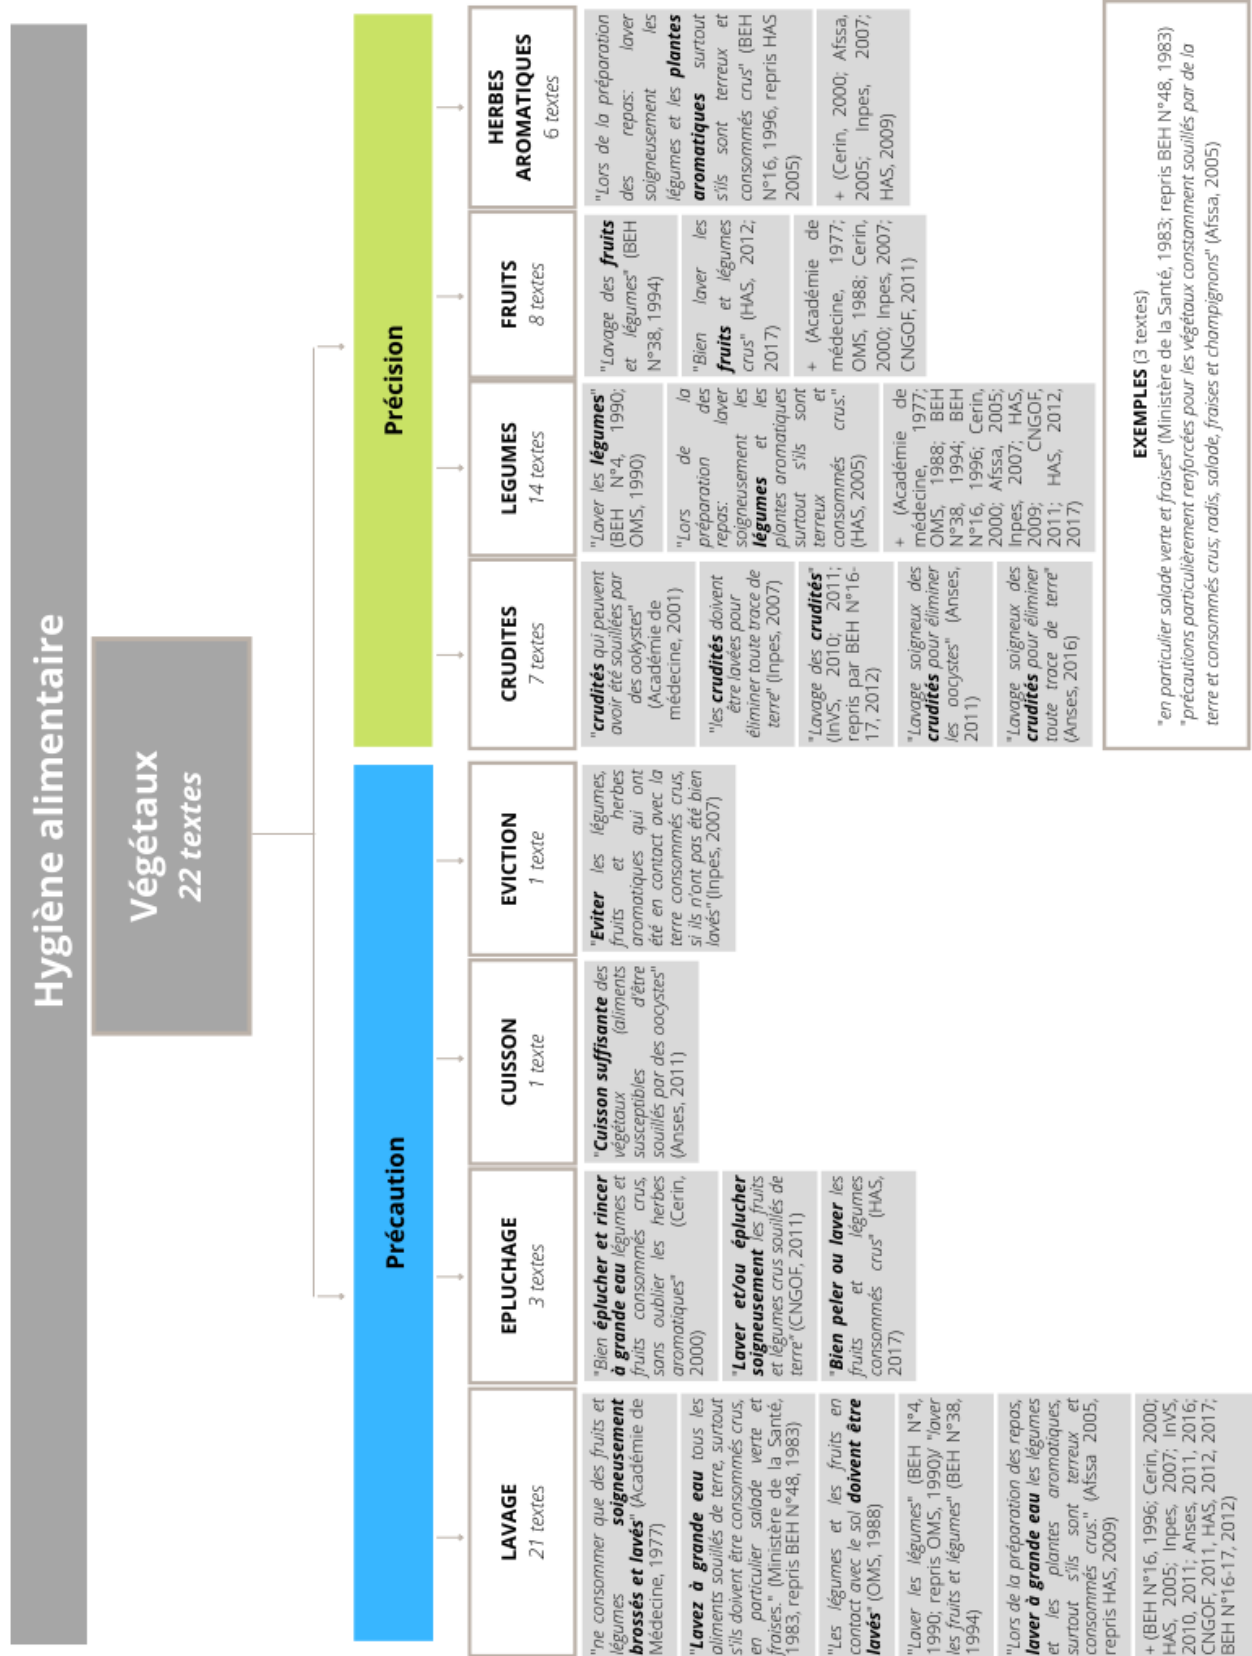 Hygiène alimentaire
Végétaux
22 textes
Précaution
LAVAGE
21 textes
"ne consommer que des fruits et
légumes soigneusement
brossés et lavés" (Académie de
Médecine, 1977)
"Lavez à grande eau tous les
aliments souillés de terre, surtout
s'ils doivent être consommés crus,
en particulier salade verte et
fraises." (Ministère de la Santé,
1983, repris BEH N°48, 1983)
"Les légumes et les fruits en
contact avec le sol doivent être
lavés" (OMS, 1988)
"Laver les légumes" (BEH N°4,
1990; repris OMS, 1990)/ "laver
les fruits et légumes" (BEH N°38,
1994)
"Lors de la préparation des repas,
laver à grande eau les légumes
et les plantes aromatiques,
surtout s'ils sont terreux et
consommés crus." (Afssa 2005,
repris HAS, 2009)
+ (BEH N°16, 1996; Cerin, 2000;
HAS, 2005; Inpes, 2007; InVS,
2010, 2011; Anses, 2011, 2016;
CNGOF, 2011, HAS, 2012, 2017;
BEH N°16-17, 2012)
EPLUCHAGE
3 textes
"Bien éplucher et rincer
à grande eau légumes et
fruits consommés crus,
sans oublier les herbes
aromatiques" (Cerin,
2000)
"Laver et/ou éplucher
soigneusement les fruits
et légumes crus souillés de
terre" (CNGOF, 2011)
"Bien peler ou laver les
fruits et légumes
consommés crus" (HAS,
2017)
CUISSON
1 texte
"Cuisson suffisante des
végétaux (aliments
susceptibles d'être
souillés par des oocystes"
(Anses, 2011)
EVICTION
1 texte
"Eviter les légumes,
fruits et herbes
aromatiques qui ont
été en contact avec la
terre consommés crus,
si ils n'ont pas été bien
lavés" (Inpes, 2007)
Précision
CRUDITES
7 textes
"crudités qui peuvent
avoir été souillées par
des ookystes"
(Académie de
médecine, 2001)
"les crudités doivent
être lavées pour
éliminer toute trace de
terre" (Inpes, 2007)
"Lavage des crudités"
(InVS, 2010; 2011;
repris par BEH N°16-
17, 2012)
"Lavage soigneux des
crudités pour éliminer
les oocystes" (Anses,
2011)
"Lavage soigneux des
crudités pour éliminer
toute trace de terre"
(Anses, 2016)
LEGUMES
14 textes
"Laver les légumes"
(BEH N°4, 1990;
OMS, 1990)
"Lors de la
préparation des
repas: laver
soigneusement les
légumes et les
plantes aromatiques
surtout s'ils sont
terreux et
consommés crus."
(HAS, 2005)
+ (Académie de
médecine, 1977;
OMS, 1988; BEH
N°38, 1994; BEH
N°16, 1996; Cerin,
2000; Afssa, 2005;
Inpes, 2007; HAS,
2009; CNGOF,
2011; HAS, 2012,
2017)
FRUITS
8 textes
"Lavage des fruits
et légumes" (BEH
N°38, 1994)
"Bien laver les
fruits et légumes
crus" (HAS, 2012;
2017)
+ (Académie de
médecine, 1977;
OMS, 1988; Cerin,
2000; Inpes, 2007;
CNGOF, 2011)
HERBES
AROMATIQUES
6 textes
"Lors de la préparation
des repas: laver
soigneusement les
légumes et les plantes
aromatiques surtout
s'ils sont terreux et
consommés crus" (BEH
N°16, 1996, repris HAS
2005)
+ (Cerin, 2000; Afssa,
2005; Inpes, 2007;
HAS, 2009)
EXEMPLES (3 textes)
"en particulier salade verte et fraises" (Ministère de la Santé, 1983; repris BEH N°48, 1983)
"précautions particulièrement renforcées pour les végétaux constamment souillés par de la
terre et consommés crus; radis, salade, fraises et champignons" (Afssa, 2005)